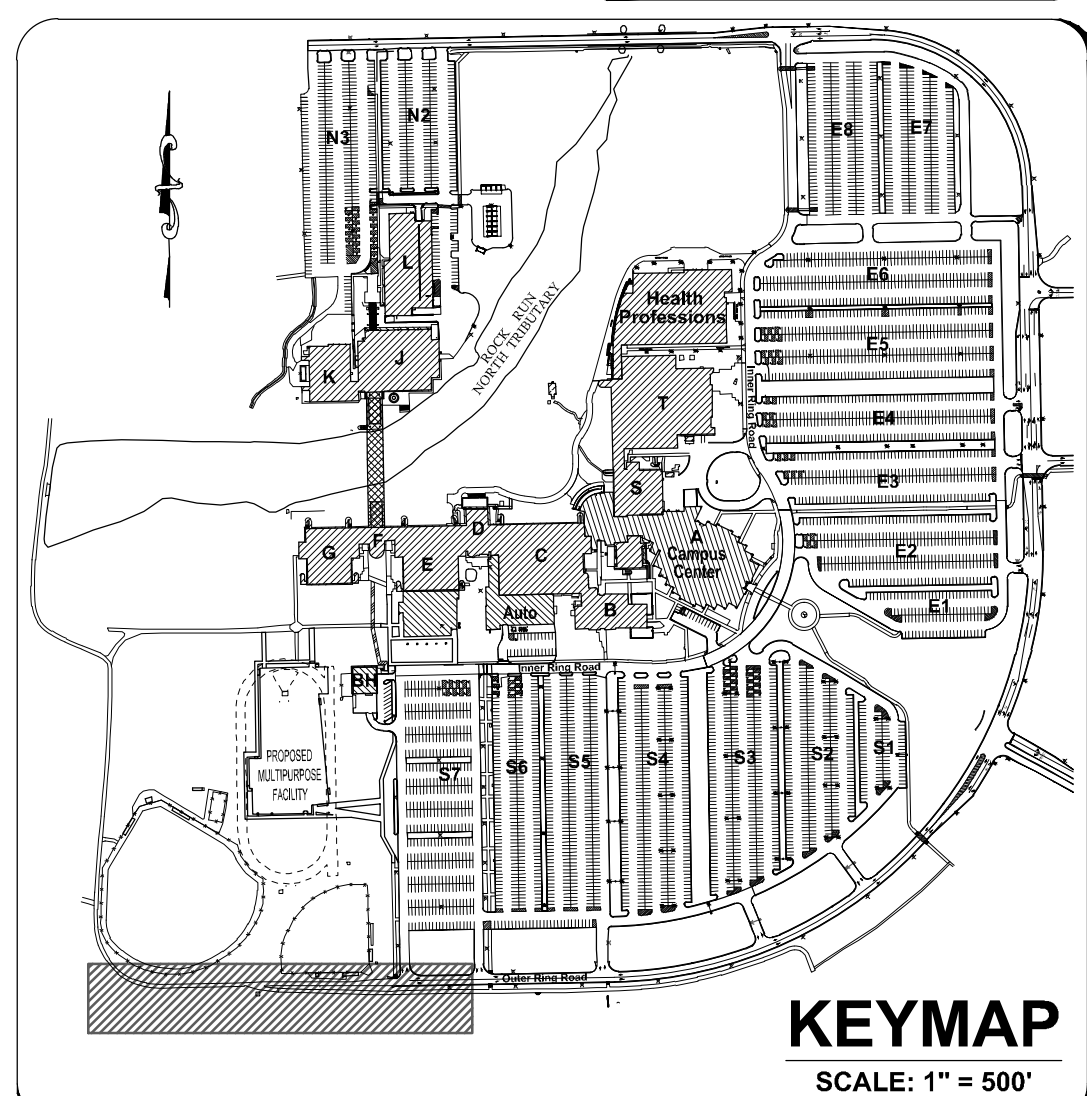 N3
N2
E8
E7
L
E6
Health
Professions
ROCK RUN
NORTH TRIBUTARY
J
K
E5
Inner Ring Road
T
E4
S
E3
D
F
G
E
C
A
Campus
Center
E2
Auto
B
E1
Inner Ring Road
BH
S7
S6
S5
S4
S3
S2
S1
PROPOSED
MULTIPURPOSE
FACILITY
Outer Ring Road
KEYMAP
SCALE: 1" = 500'